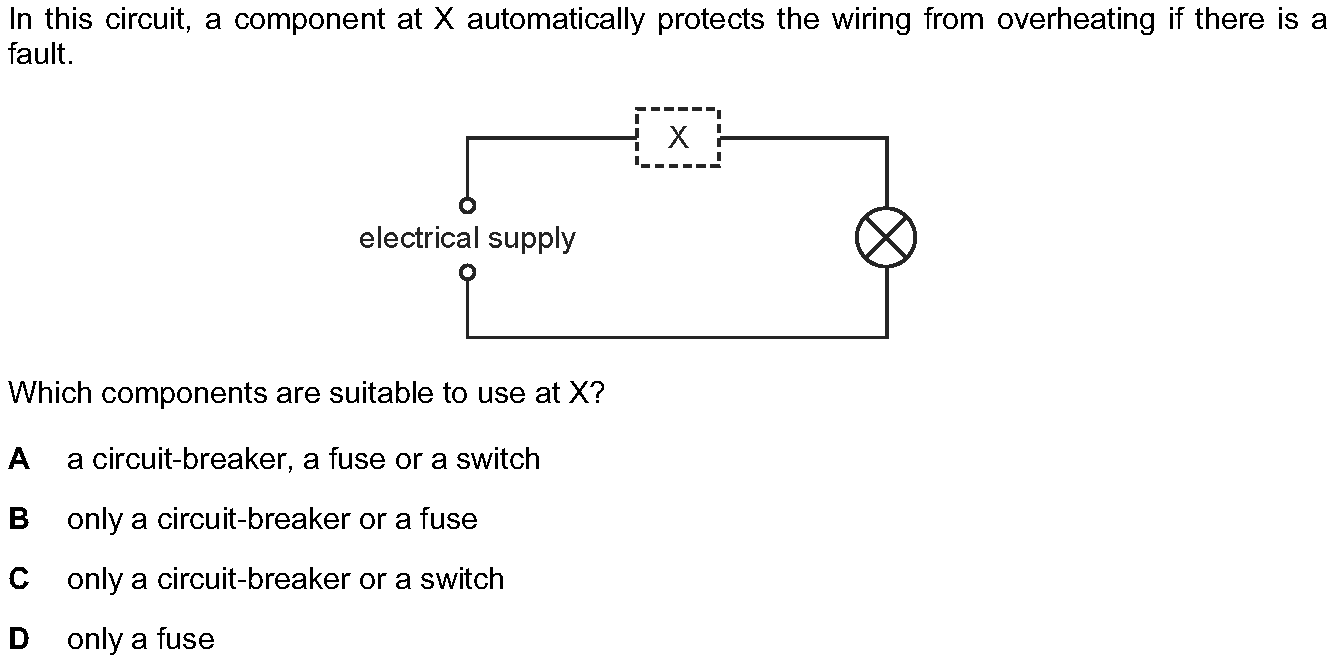 In this circuit, a component at X automatically protects the wiring from overheating if there is a
fault.
X
electrical supply
Which components are suitable to use at X?
A a circuit-breaker, a fuse or a switch
B only a circuit-breaker or a fuse
C only a circuit-breaker or a switch
D only a fuse